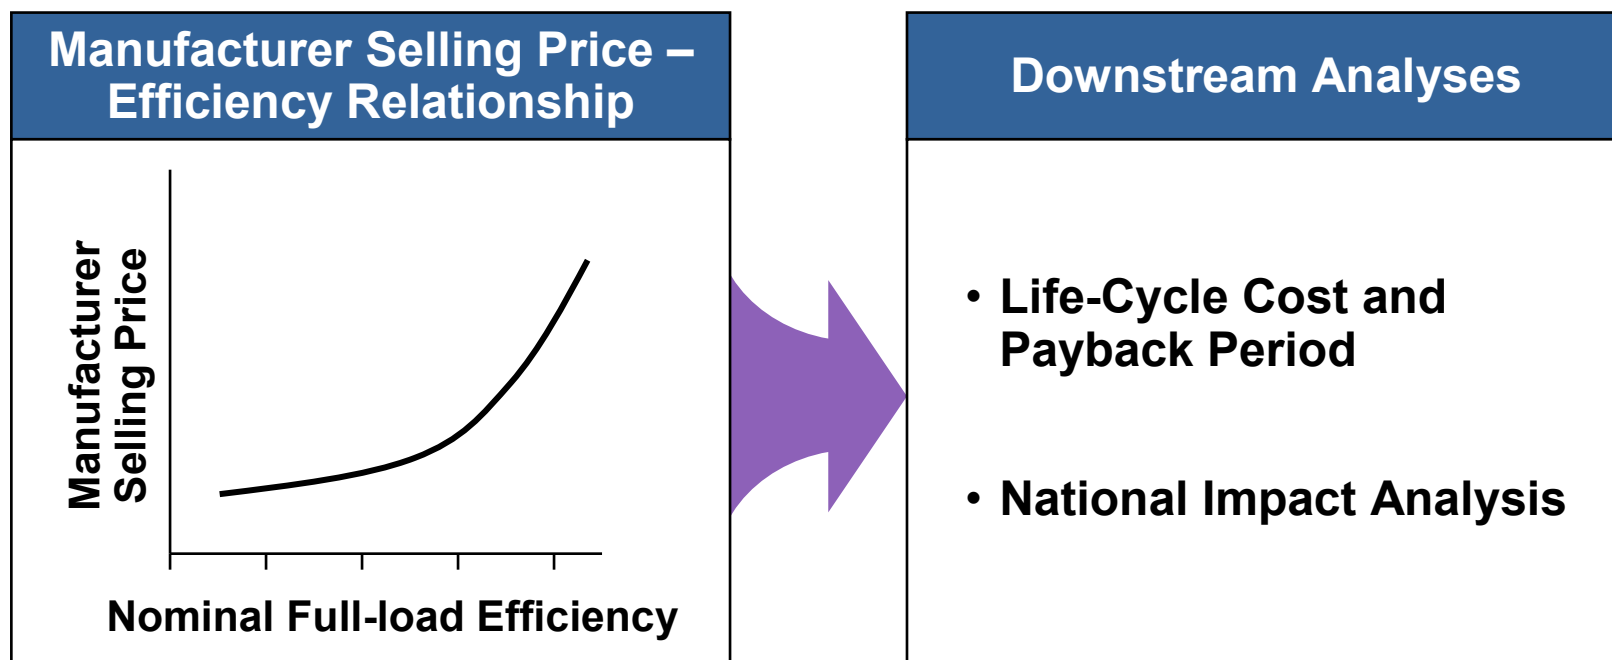 Manufacturer Selling Price –
Efficiency Relationship
Manufacturer
Selling Price
Nominal Full-load Efficiency
Downstream Analyses
• Life-Cycle Cost and
Payback Period
• National Impact Analysis